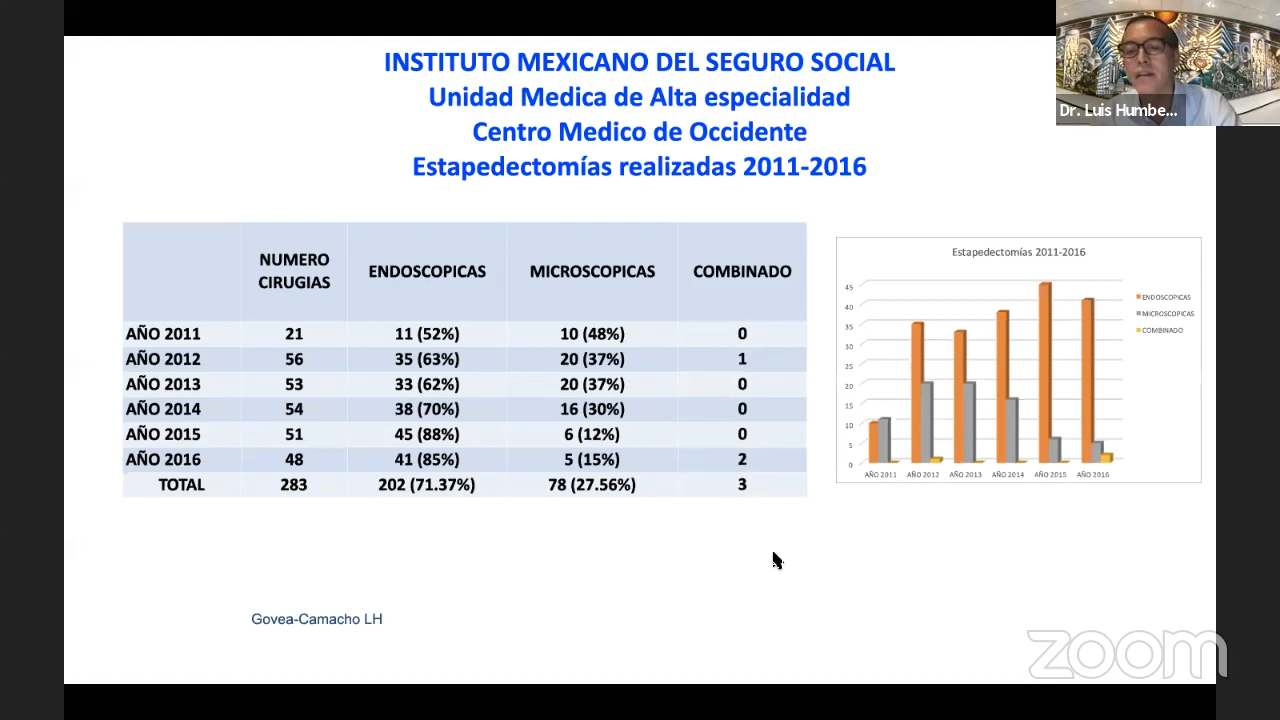 INSTITUTO MEXICANO DEL SEGURO SOCIAL
Unidad Medica de Alta especialidad
Centro Medico de Occidente
Estapedectomías realizadas 2011-2016
Dr. Luis Humbe...
NUMERO CIRUGIAS ENDOSCOPICAS MICROSCOPICAS COMBINADO
AÑO 2011 21 11 (52%) 10 (48%) 0
AÑO 2012 56 35 (63%) 20 (37%) 1
AÑO 2013 53 33 (62%) 20 (37%) 0
AÑO 2014 54 38 (70%) 16 (30%) 0
AÑO 2015 51 45 (88%) 6 (12%) 0
AÑO 2016 48 41 (85%) 5 (15%) 2
TOTAL 283 202 (71.37%) 78 (27.56%) 3
Estapedectomías 2011-2016
45
40
35
30
25
20
15
10
5
0
AÑO 2011 AÑO 2012 AÑO 2013 AÑO 2014 AÑO 2015 AÑO 2016
ENDOSCOPICAS
MICROSCOPICAS
COMBINADO
Govea-Camacho LH
zoom